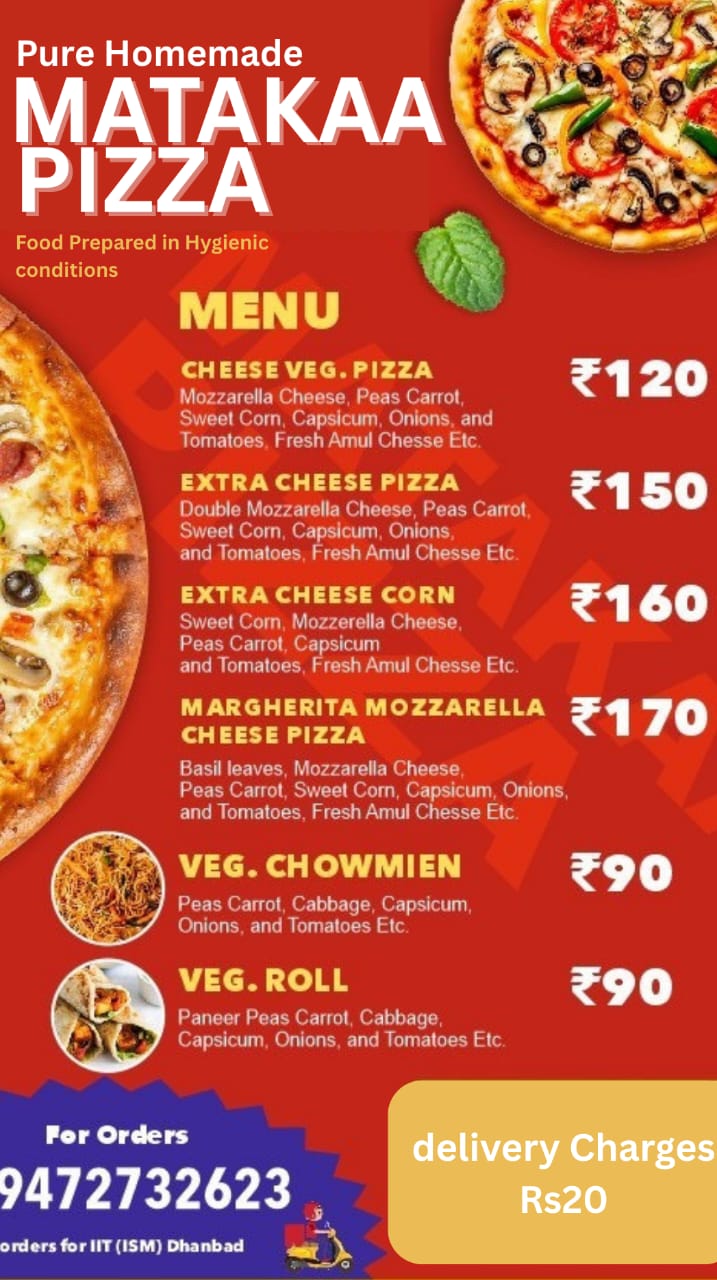 Pure Homemade
MATAKAA
PIZZA
Food Prepared in Hygienic
conditions
MENU
CHEESE VEG. PIZZA
₹120
Mozzarella Cheese, Peas Carrot,
Sweet Corn, Capsicum, Onions, and
Tomatoes, Fresh Amul Chesse Etc.
EXTRA CHEESE PIZZA
₹150
Double Mozzarella Cheese, Peas Carrot,
Sweet Corn, Capsicum, Onions,
and Tomatoes, Fresh Amul Chesse Etc.
EXTRA CHEESE CORN
₹160
Sweet Corn, Mozzerella Cheese,
Peas Carrot, Capsicum
and Tomatoes, Fresh Amul Chesse Etc.
MARGHERITA MOZZARELLA
CHEESE PIZZA
₹170
Basil leaves, Mozzarella Cheese,
Peas Carrot, Sweet Corn, Capsicum, Onions,
and Tomatoes, Fresh Amul Chesse Etc.
VEG. CHOWMIEN
₹90
Peas Carrot, Cabbage, Capsicum,
Onions, and Tomatoes Etc.
VEG. ROLL
₹90
Paneer Peas Carrot, Cabbage,
Capsicum, Onions, and Tomatoes Etc.
For Orders
9472732623
orders for IIT (ISM) Dhanbad
delivery Charges
Rs20